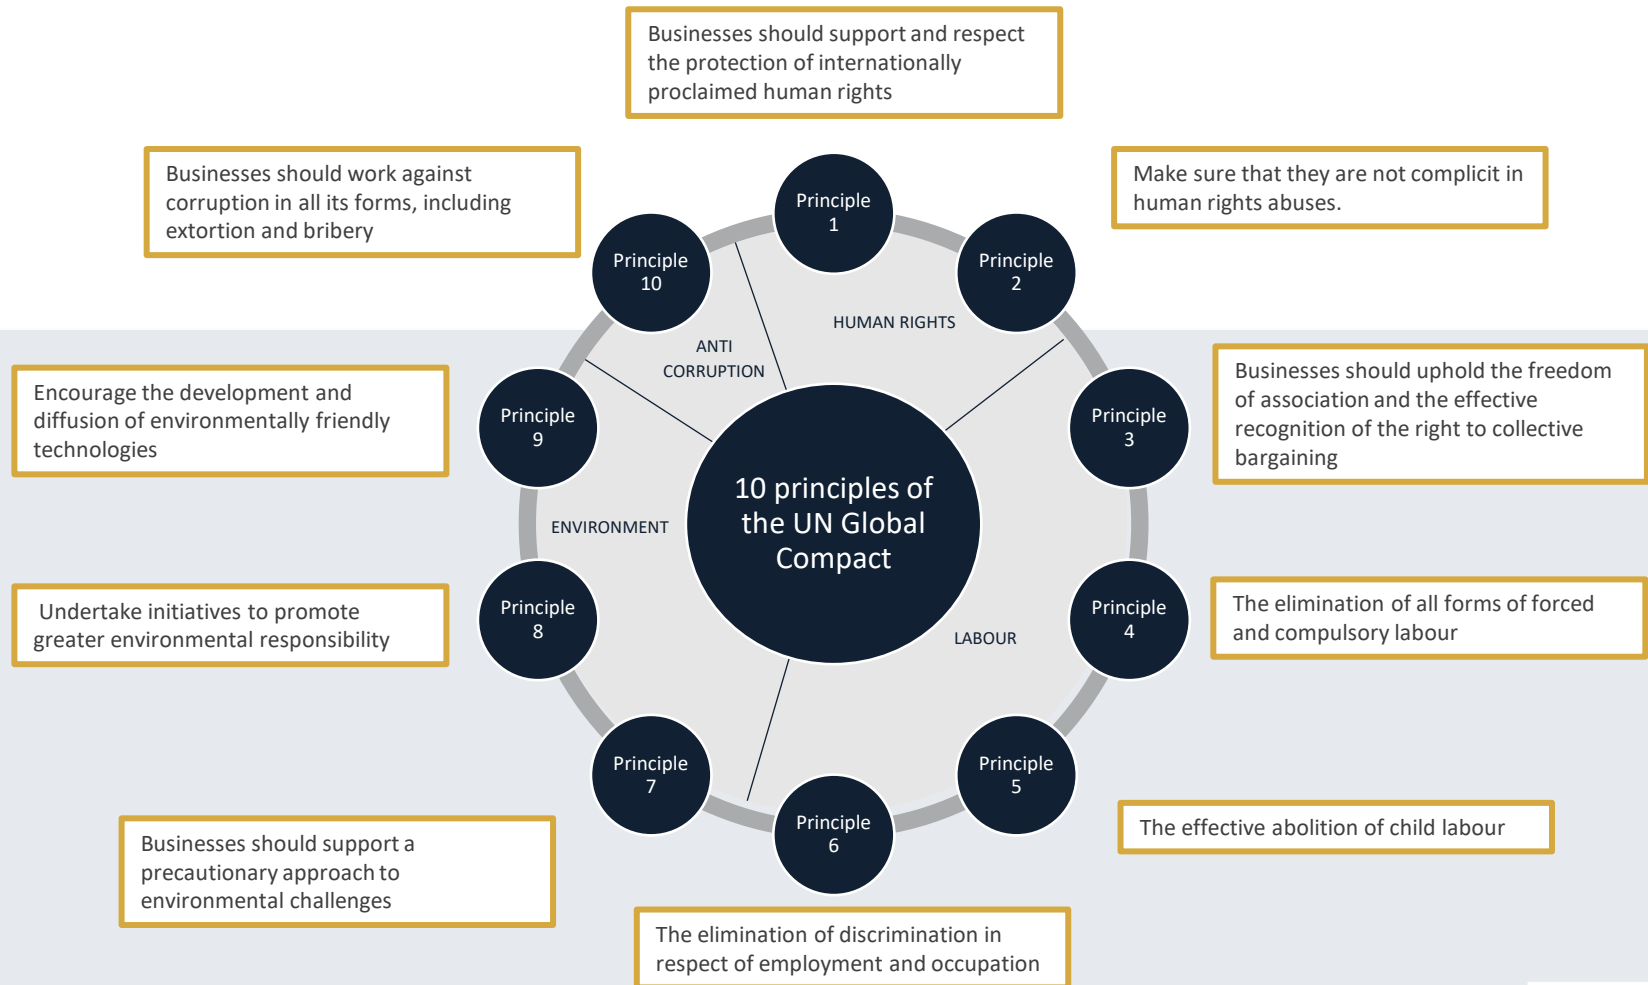 Businesses should support and respect
the protection of internationally
proclaimed human rights
Businesses should work against
corruption in all its forms, including
extortion and bribery
Make sure that they are not complicit in
human rights abuses.
Principle
1
Principle
10
Principle
2
HUMAN RIGHTS
ANTI
CORRUPTION
Encourage the development and
diffusion of environmentally friendly
technologies
Principle
9
Principle
3
Businesses should uphold the freedom
of association and the effective
recognition of the right to collective
bargaining
10 principles of
the UN Global
Compact
ENVIRONMENT
Undertake initiatives to promote
greater environmental responsibility
Principle
8
LABOUR
Principle
4
The elimination of all forms of forced
and compulsory labour
Principle
7
Principle
5
Principle
6
Businesses should support a
precautionary approach to
environmental challenges
The effective abolition of child labour
The elimination of discrimination in
respect of employment and occupation